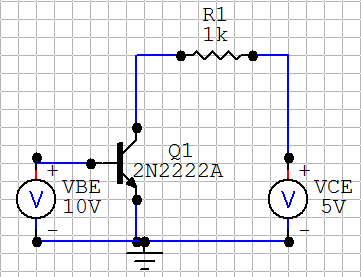 R1
1k
Q1
2N2222A
+
V
VBE
10V
-
+
V
VCE
5V
-